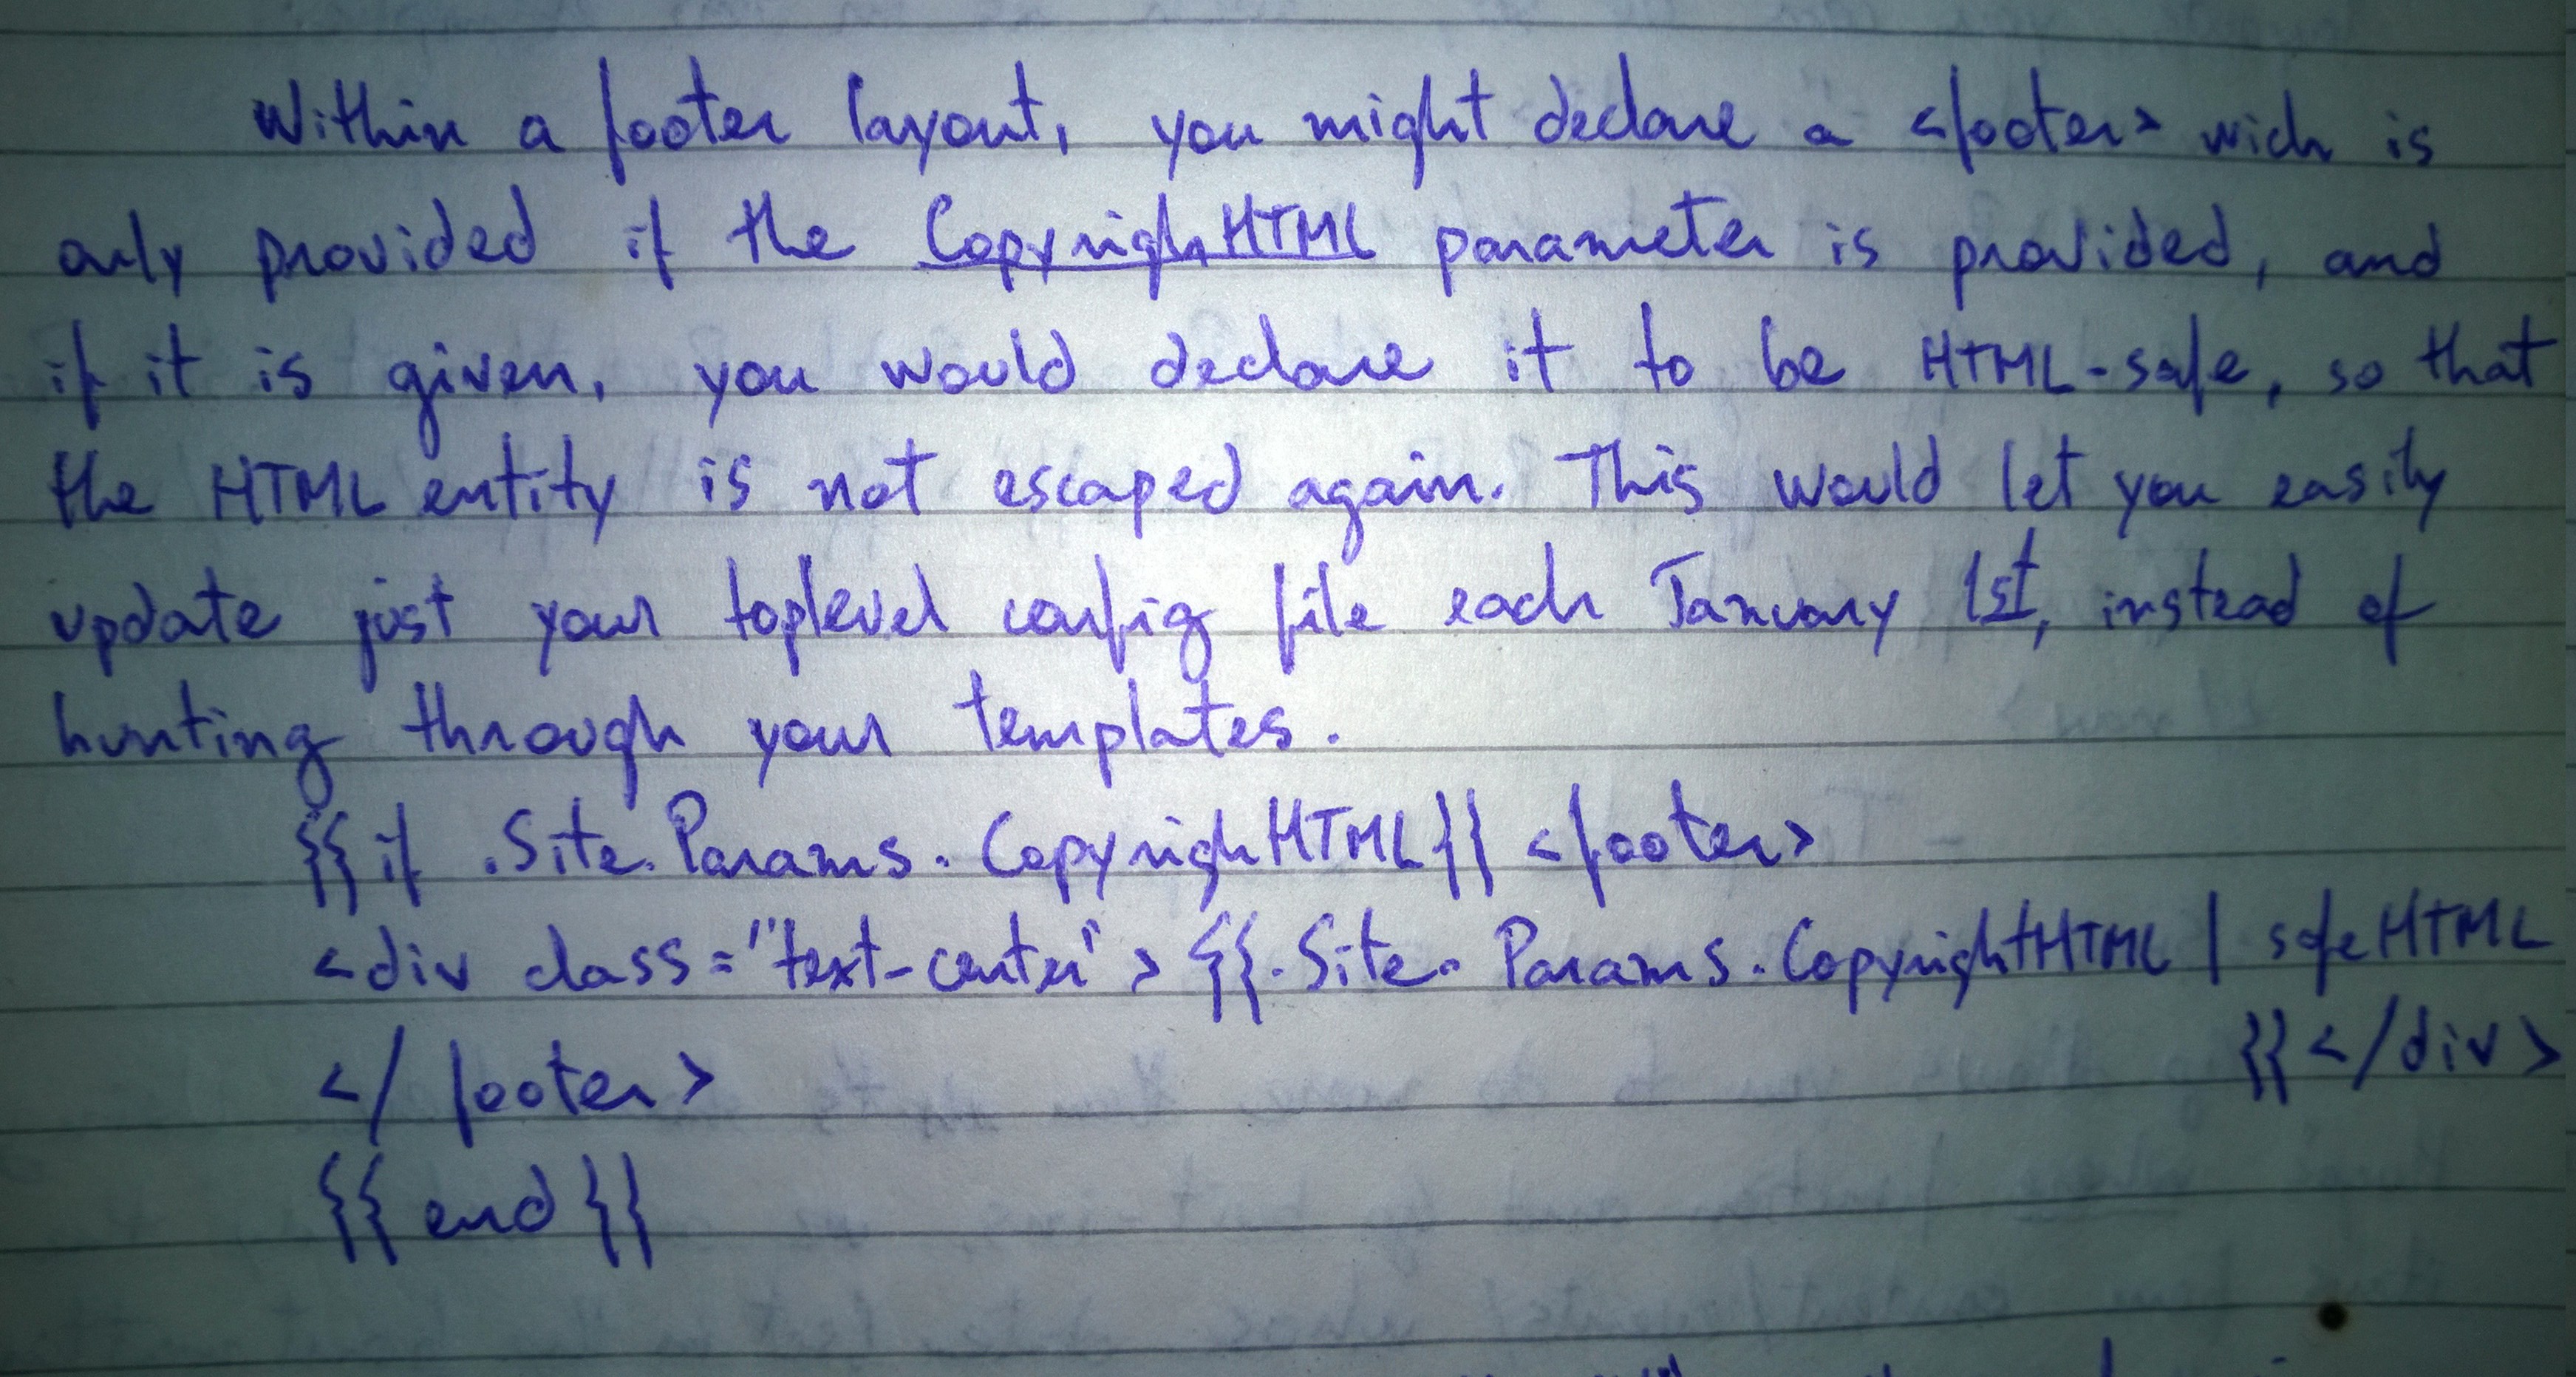 Within a footer layout, you might declare a <footer> wich is
only provided if the CopyrighHTML parameter is provided, and
if it is given, you would declare it to be HTML-safe, so that
the HTML entity is not escaped again. This would let you easily
update just your toplevel config file each January 1st, instead of
hunting through your templates.
{{if .Site.Params.CopyrighHTML}} <footer>
<div class="text-center"> {{.Site.Params.CopyrightHTML | safeHTML
}}</div>
</footer>
{{end}}